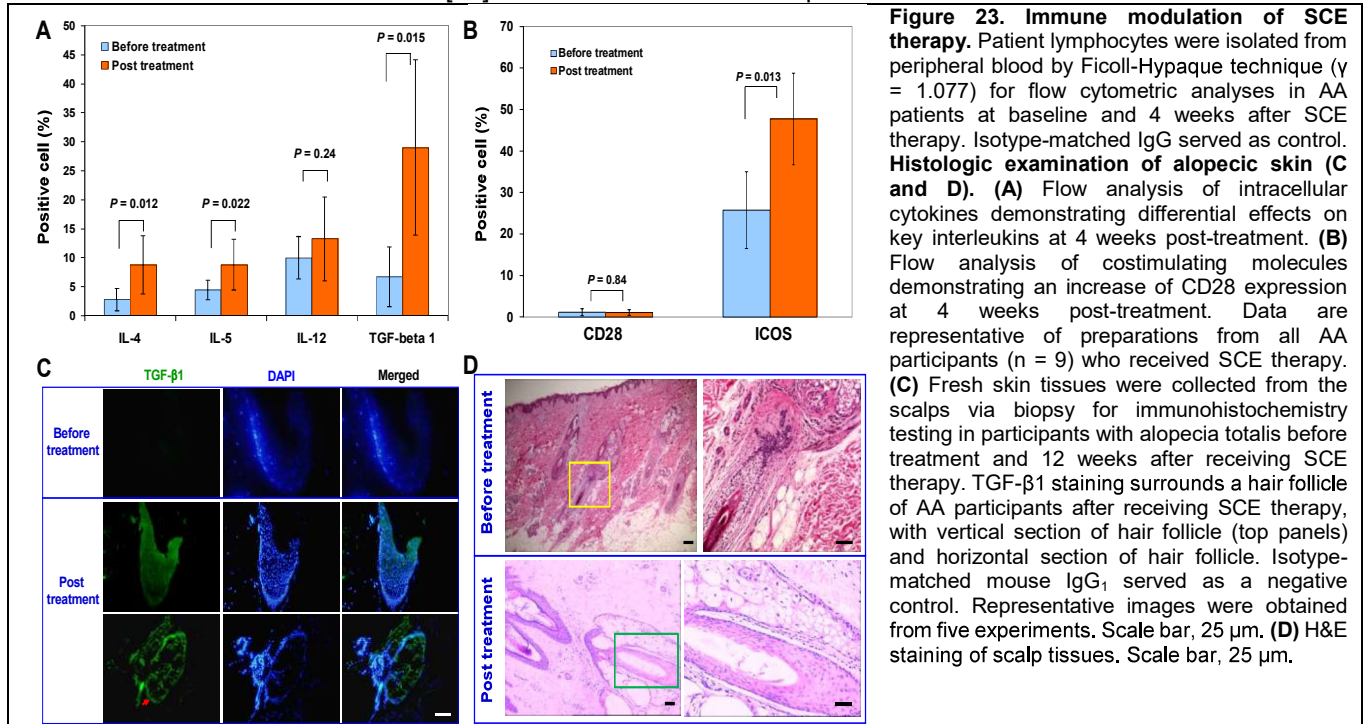 A
50
45
40
35
30
25
20
15
10
5
0
Positive cell (%)
Before treatment
Post treatment
P = 0.012
P = 0.022
P = 0.24
P = 0.015
IL-4
IL-5
IL-12
TGF-beta 1
B
70
60
50
40
30
20
10
0
Positive cell (%)
Before treatment
Post treatment
P = 0.84
P = 0.013
CD28
ICOS
C
TGF-β1
DAPI
Merged
Before
treatment
Post
treatment
D
Before treatment
Post treatment
Figure 23. Immune modulation of SCE
therapy. Patient lymphocytes were isolated from
peripheral blood by Ficoll-Hypaque technique (γ
= 1.077) for flow cytometric analyses in AA
patients at baseline and 4 weeks after SCE
therapy. Isotype-matched IgG served as control.
Histologic examination of alopecic skin (C
and D). (A) Flow analysis of intracellular
cytokines demonstrating differential effects on
key interleukins at 4 weeks post-treatment. (B)
Flow analysis of costimulating molecules
demonstrating an increase of CD28 expression
at 4 weeks post-treatment. Data are
representative of preparations from all AA
participants (n = 9) who received SCE therapy.
(C) Fresh skin tissues were collected from the
scalps via biopsy for immunohistochemistry
testing in participants with alopecia totalis before
treatment and 12 weeks after receiving SCE
therapy. TGF-β1 staining surrounds a hair follicle
of AA participants after receiving SCE therapy,
with vertical section of hair follicle (top panels)
and horizontal section of hair follicle. Isotype-
matched mouse IgG1 served as a negative
control. Representative images were obtained
from five experiments. Scale bar, 25 μm. (D) H&E
staining of scalp tissues. Scale bar, 25 μm.